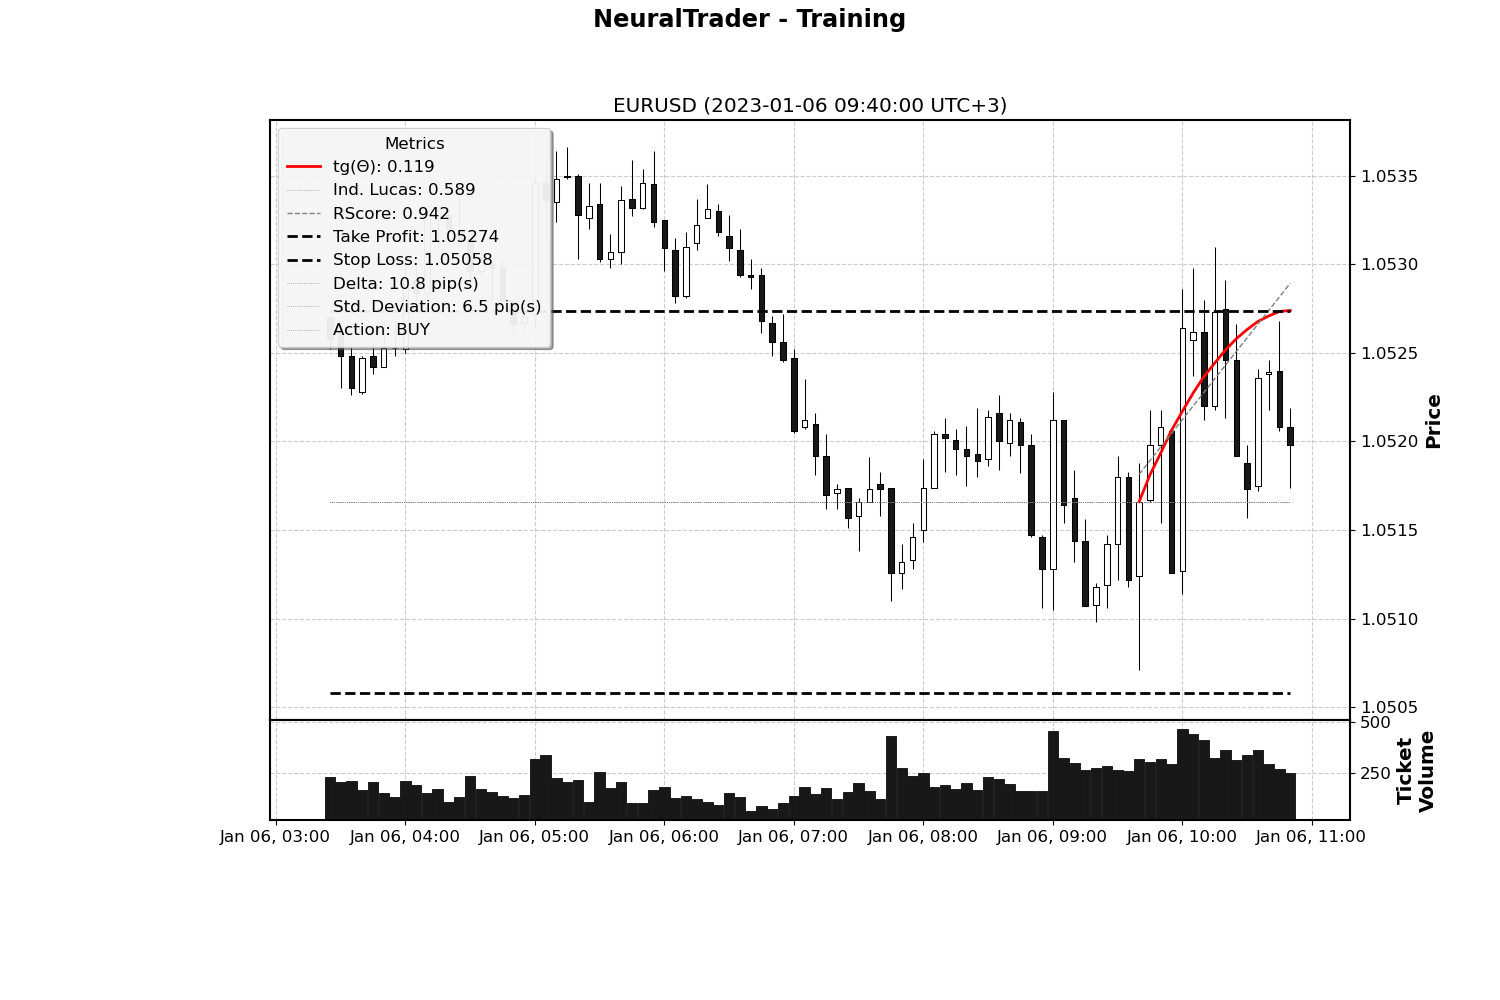 NeuralTrader - Training
EURUSD (2023-01-06 09:40:00 UTC+3)
Metrics
tg(Θ): 0.119
Ind. Lucas: 0.589
RScore: 0.942
Take Profit: 1.05274
Stop Loss: 1.05058
Delta: 10.8 pip(s)
Std. Deviation: 6.5 pip(s)
Action: BUY
1.0535
1.0530
1.0525
1.0520
1.0515
1.0510
1.0505
Price
500
250
Ticket
Volume
Jan 06, 03:00 Jan 06, 04:00 Jan 06, 05:00 Jan 06, 06:00 Jan 06, 07:00 Jan 06, 08:00 Jan 06, 09:00 Jan 06, 10:00 Jan 06, 11:00